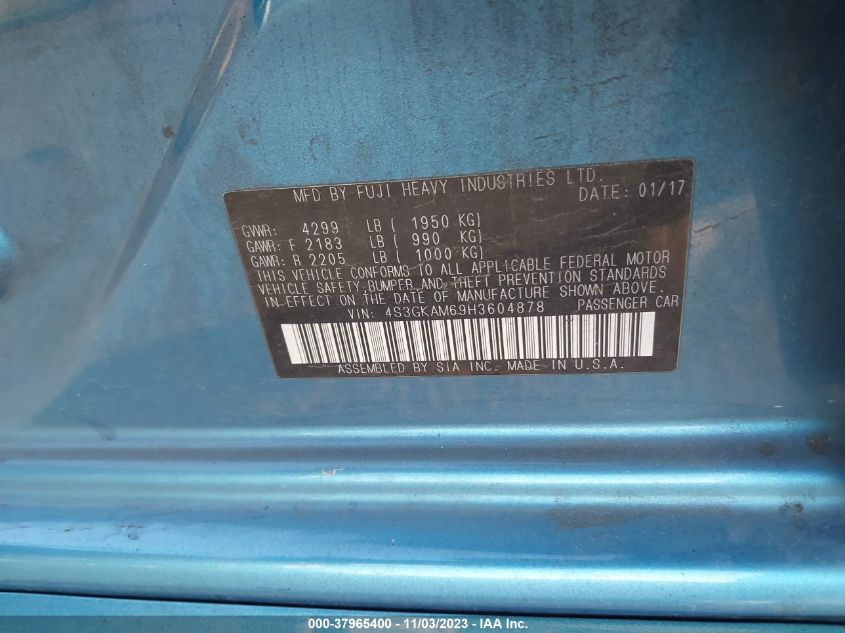 MFD BY FUJI HEAVY INDUSTRIES LTD.
DATE: 01/17
GVWR: 4299 LB ( 1950 KG)
GAWR: F 2183 LB ( 990 KG)
GAWR: R 2205 LB ( 1000 KG)
THIS VEHICLE CONFORMS TO ALL APPLICABLE FEDERAL MOTOR
VEHICLE SAFETY,BUMPER,AND THEFT PREVENTION STANDARDS
IN EFFECT ON THE DATE OF MANUFACTURE SHOWN ABOVE.
VIN: 4S3GKAM69H3604878 PASSENGER CAR
ASSEMBLED BY SIA INC. MADE IN U.S.A.
000-37965400 - 11/03/2023 - IAA Inc.